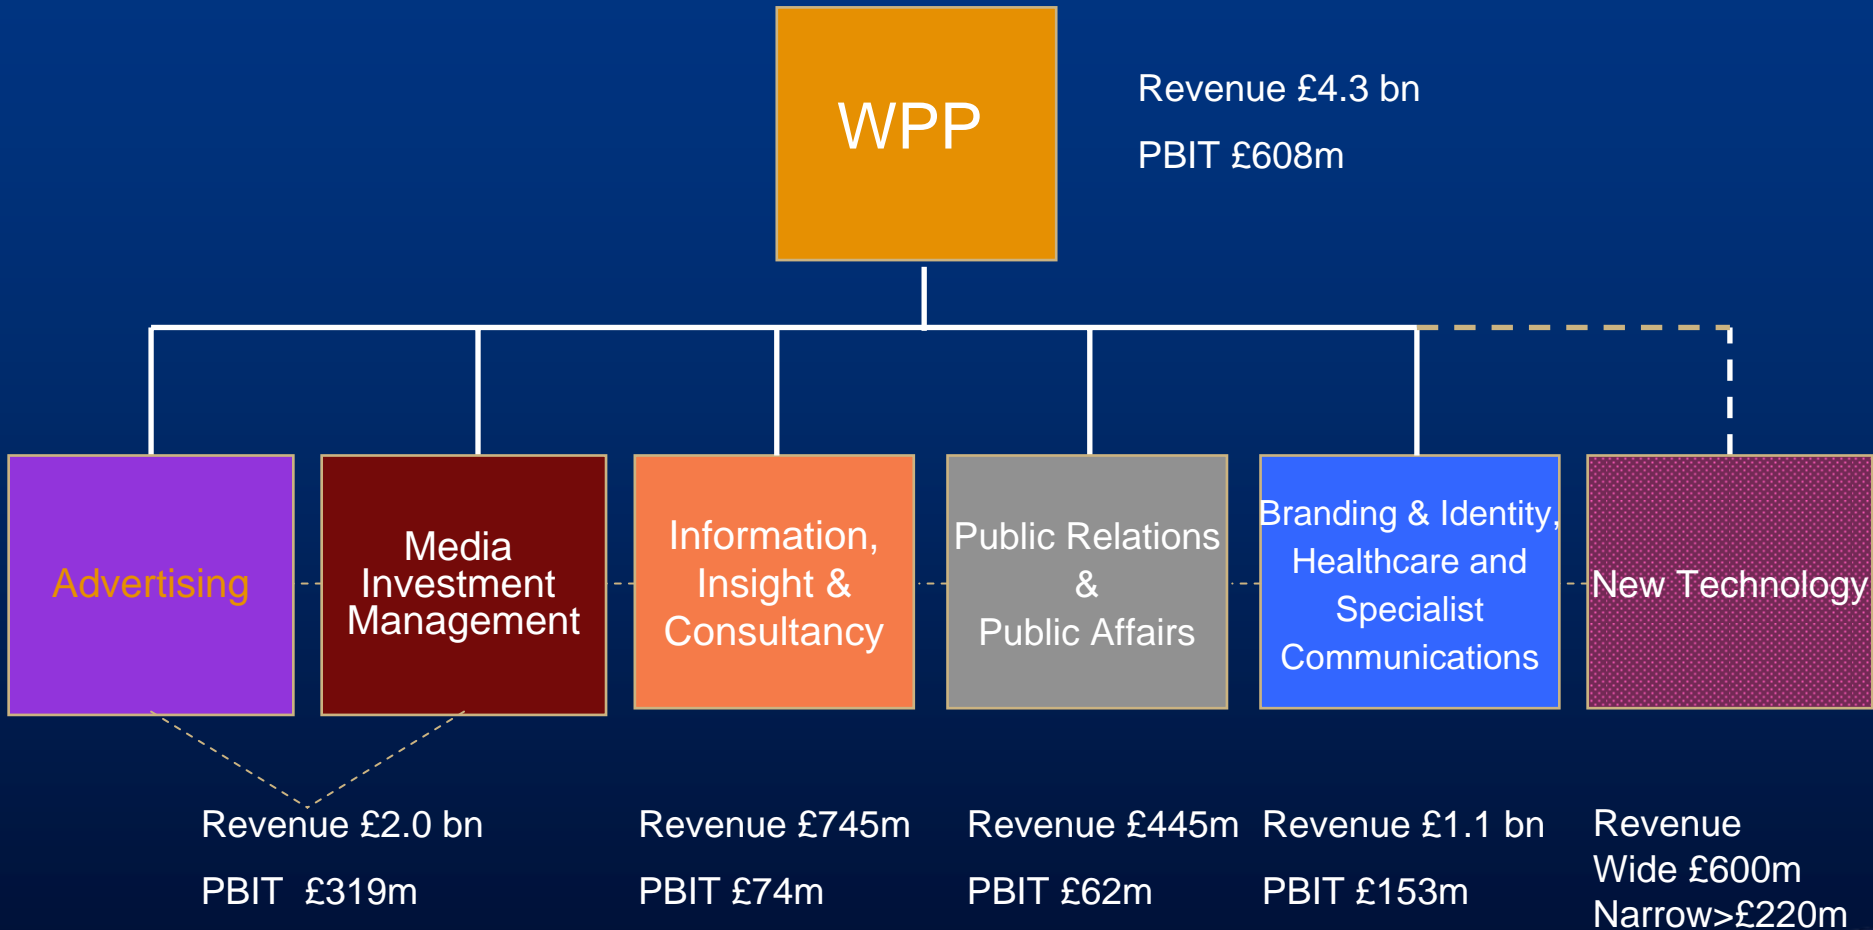 WPP
Revenue £4.3 bn
PBIT £608m
Advertising
Media
Investment
Management
Information,
Insight &
Consultancy
Public Relations
&
Public Affairs
Branding & Identity,
Healthcare and
Specialist
Communications
New Technology
Revenue £2.0 bn
PBIT £319m
Revenue £745m
PBIT £74m
Revenue £445m
PBIT £62m
Revenue £1.1 bn
PBIT £153m
Revenue
Wide £600m
Narrow>£220m